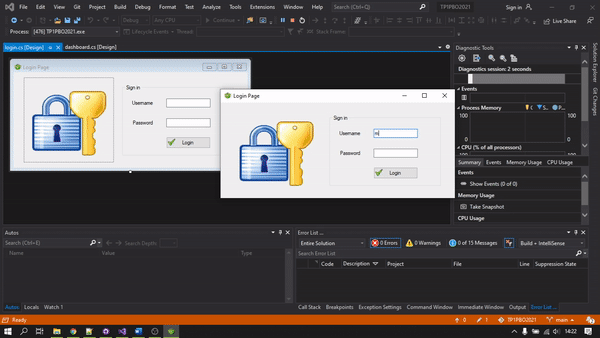 File Edit View Git Project Build Debug Test Analyze Tools Extensions Window Help
TP1PBO2021
Sign in
Debug Any CPU Continue
Live Share
Process: [476] TP1PBO2021.exe Lifecycle Events Thread: Stack Frame:
login.cs [Design] dashboard.cs [Design]
Login Page
Sign in
Username
Password
Login
Login Page
Sign in
Username
Password
Login
Diagnostic Tools
Diagnostics session: 2 seconds
Events
Process Memory
100 100
0 0
CPU (% of all processors)
100 100
Summary Events Memory Usage CPU Usage
Events
Show Events (0 of 0)
Memory Usage
Take Snapshot
CPU Usage
Solution Explorer
Git Changes
Autos
Search (Ctrl+E) Search Depth:
Name Value Type
Autos Locals Watch 1
Error List ...
Entire Solution 0 Errors 0 Warnings 0 of 15 Messages Build + IntelliSense
Search Error List
Code Description Project File Line Suppression State
Call Stack Breakpoints Exception Settings Command Window Immediate Window Output Error List ...
Ready 0 1 TP1PBO2021 main 2
14:22